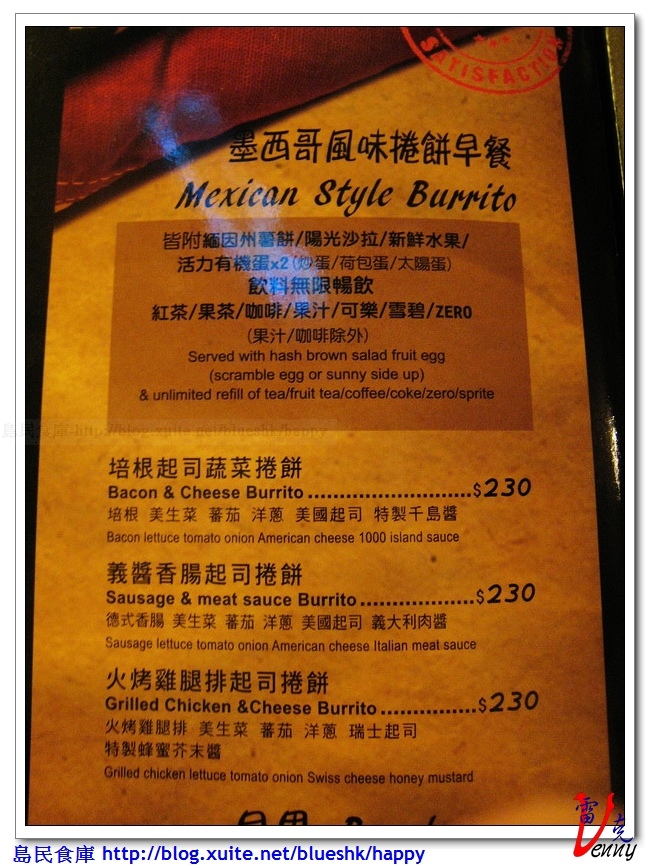 SATISFACTION
墨西哥風味捲餅早餐
Mexican Style Burrito
皆附緬因州薯餅/陽光沙拉/新鮮水果/
活力有機蛋x2(炒蛋/荷包蛋/太陽蛋)
飲料無限暢飲
紅茶/果茶/咖啡/果汁/可樂/雪碧/ZERO
(果汁/咖啡除外)
Served with hash brown salad fruit egg
(scramble egg or sunny side up)
& unlimited refill of tea/fruit tea/coffee/coke/zero/sprite
島民食庫-http://blog.xuite.net/blueshk/happy
培根起司蔬菜捲餅
Bacon & Cheese Burrito ............................$230
培根 美生菜 蕃茄 洋蔥 美國起司 特製千島醬
Bacon lettuce tomato onion American cheese 1000 island sauce
義醬香腸起司捲餅
Sausage & meat sauce Burrito ...................$230
德式香腸 美生菜 蕃茄 洋蔥 美國起司 義大利肉醬
Sausage lettuce tomato onion American cheese Italian meat sauce
火烤雞腿排起司捲餅
Grilled Chicken &Cheese Burrito ................$230
火烤雞腿排 美生菜 蕃茄 洋蔥 瑞士起司
特製蜂蜜芥末醬
Grilled chicken lettuce tomato onion Swiss cheese honey mustard
雷克
Venny
島民食庫 http://blog.xuite.net/blueshk/happy